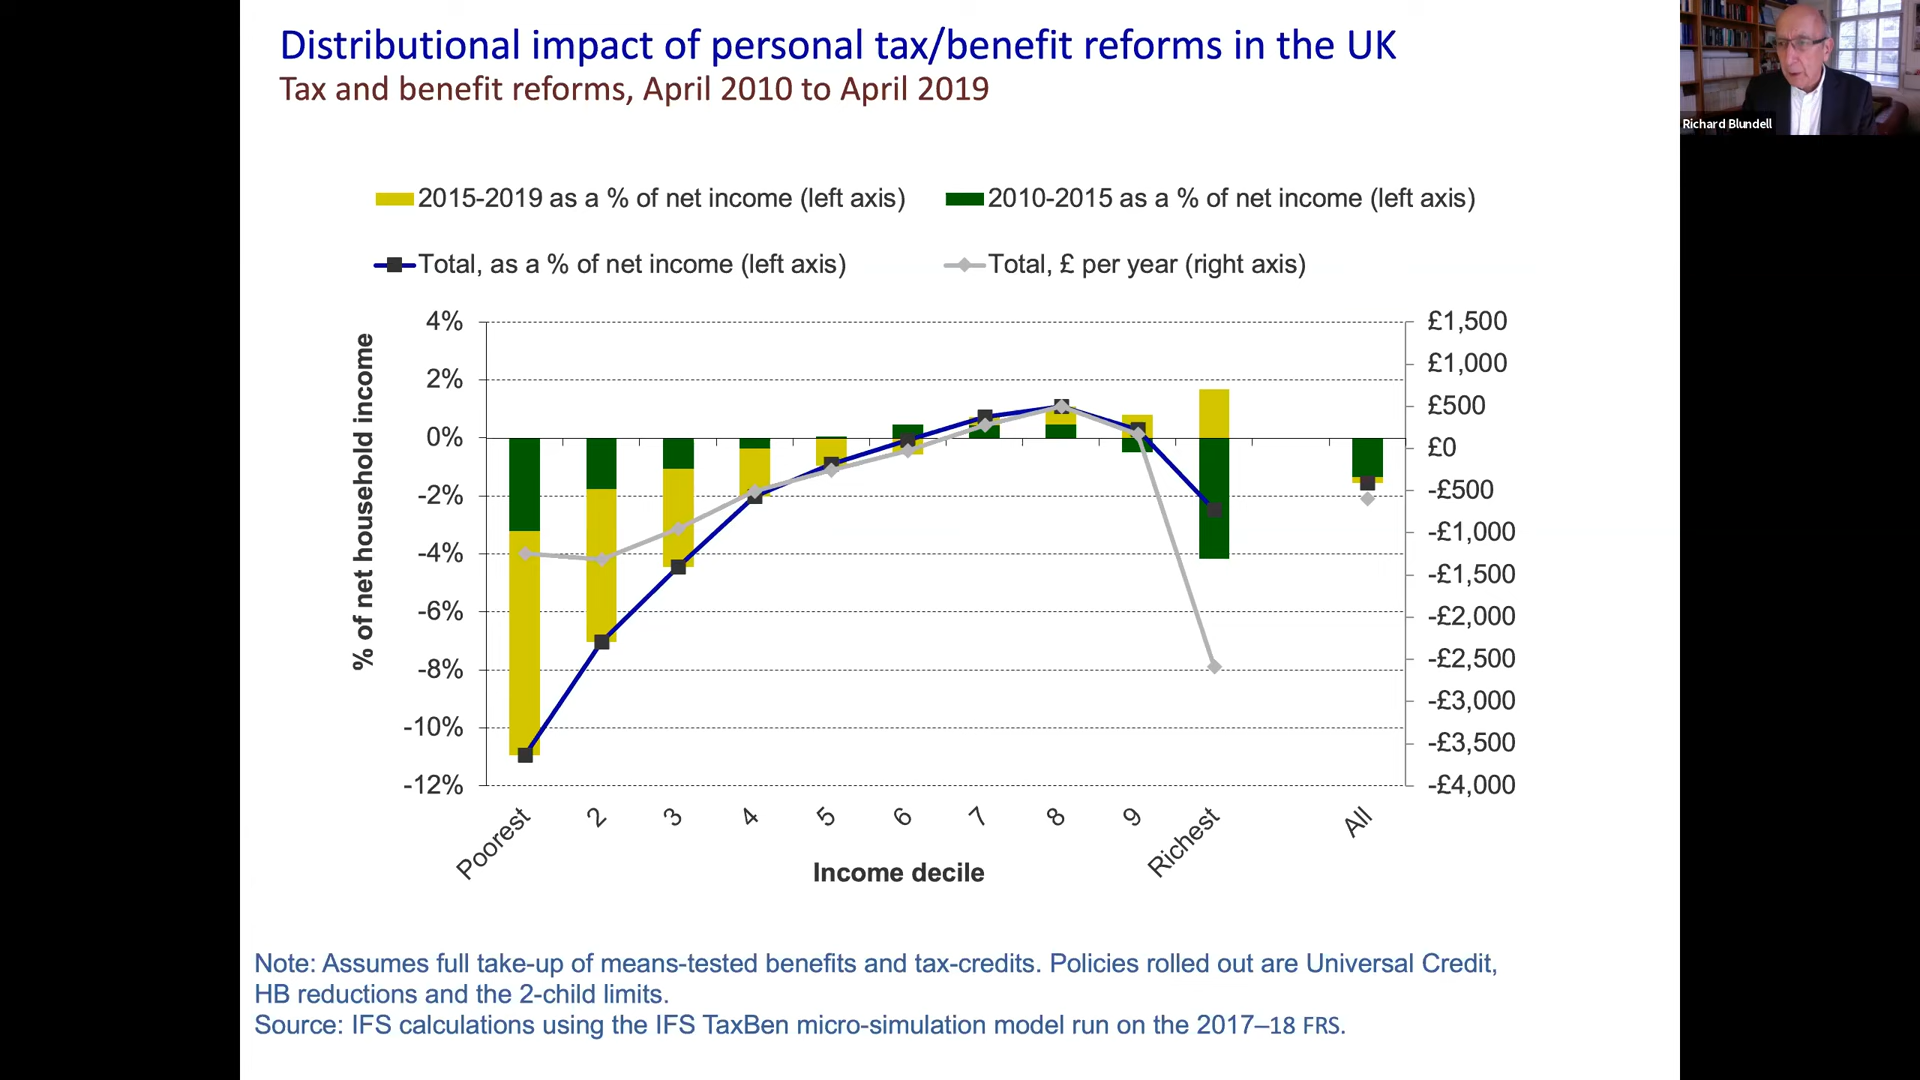 Distributional impact of personal tax/benefit reforms in the UK
Tax and benefit reforms, April 2010 to April 2019
Richard Blundell
2015-2019 as a % of net income (left axis)
2010-2015 as a % of net income (left axis)
Total, as a % of net income (left axis)
Total, £ per year (right axis)
% of net household income
4%
2%
0%
-2%
-4%
-6%
-8%
-10%
-12%
£1,500
£1,000
£500
£0
-£500
-£1,000
-£1,500
-£2,000
-£2,500
-£3,000
-£3,500
-£4,000
Poorest
2
3
4
5
6
7
8
9
Richest
All
Income decile
Note: Assumes full take-up of means-tested benefits and tax-credits. Policies rolled out are Universal Credit,
HB reductions and the 2-child limits.
Source: IFS calculations using the IFS TaxBen micro-simulation model run on the 2017–18 FRS.